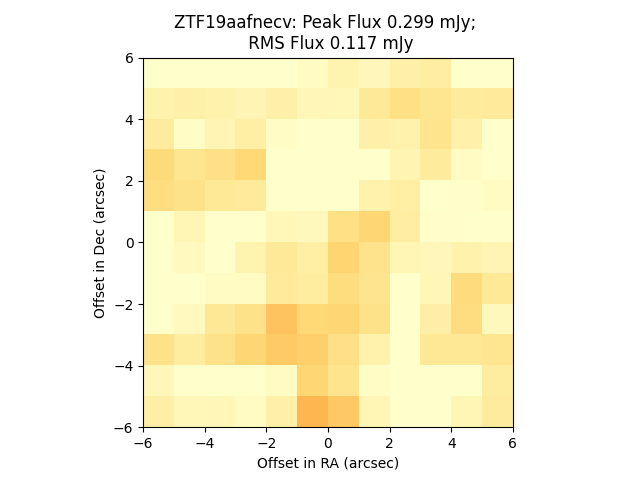 ZTF19aafnecv: Peak Flux 0.299 mJy;
RMS Flux 0.117 mJy
6
4
2
0
−2
−4
−6
Offset in Dec (arcsec)
−6 −4 −2 0 2 4 6
Offset in RA (arcsec)